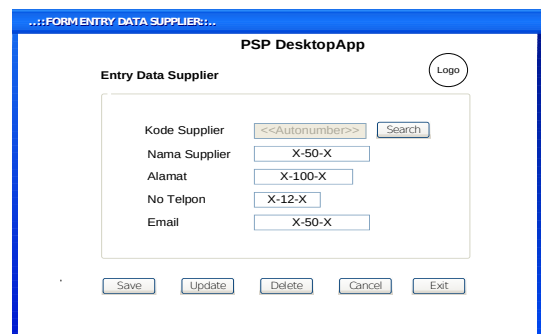 ..::FORM ENTRY DATA SUPPLIER::..
PSP DesktopApp
Logo
Entry Data Supplier
Kode Supplier <<Autonumber>> Search
Nama Supplier X-50-X
Alamat X-100-X
No Telpon X-12-X
Email X-50-X
Save Update Delete Cancel Exit